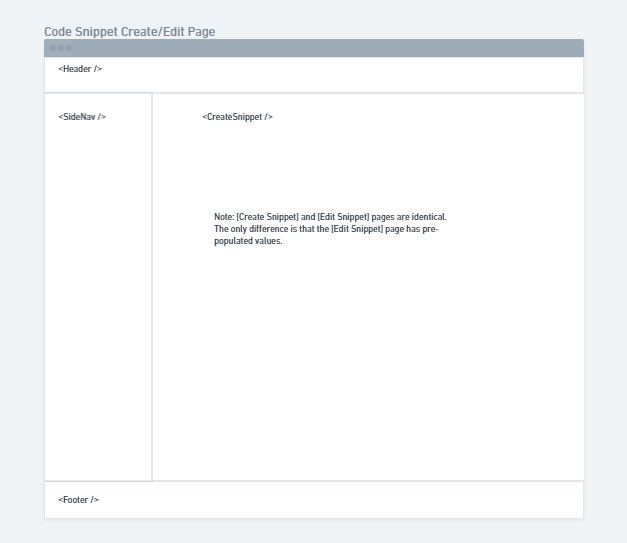 Code Snippet Create/Edit Page
<Header />
<SideNav />
<CreateSnippet />
Note: [Create Snippet] and [Edit Snippet] pages are identical.
The only difference is that the [Edit Snippet] page has pre-
populated values.
<Footer />